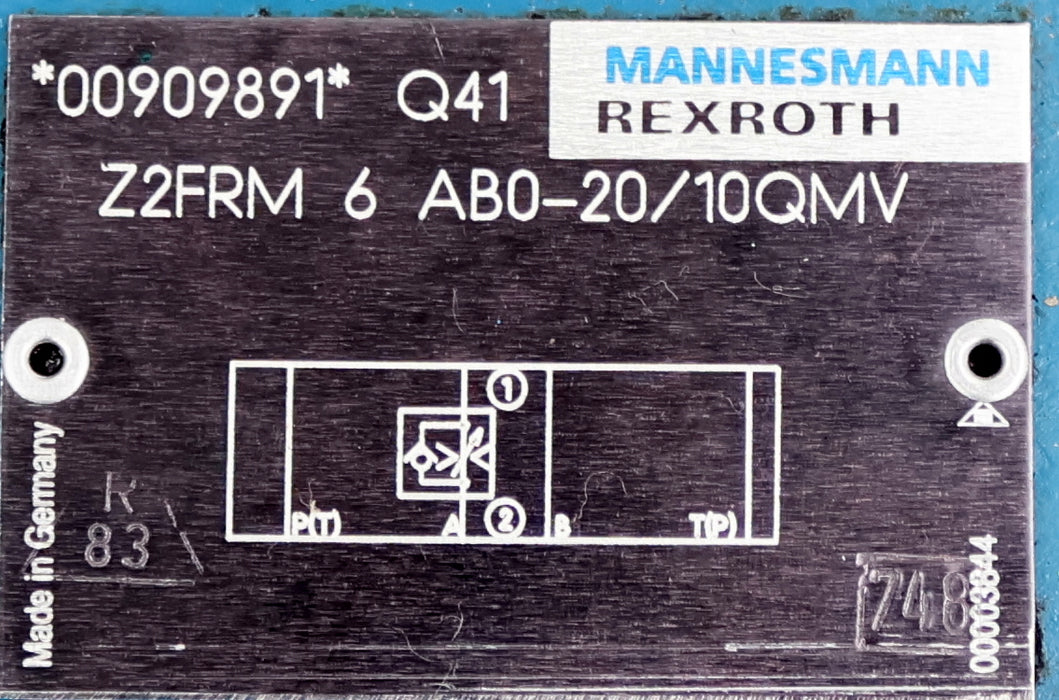 *00909891* Q41
MANNESMANN
REXROTH
Z2FRM 6 AB0-20/10QMV
1
P(T) A 2 B T(P)
Made in Germany
R
83
748
00003844